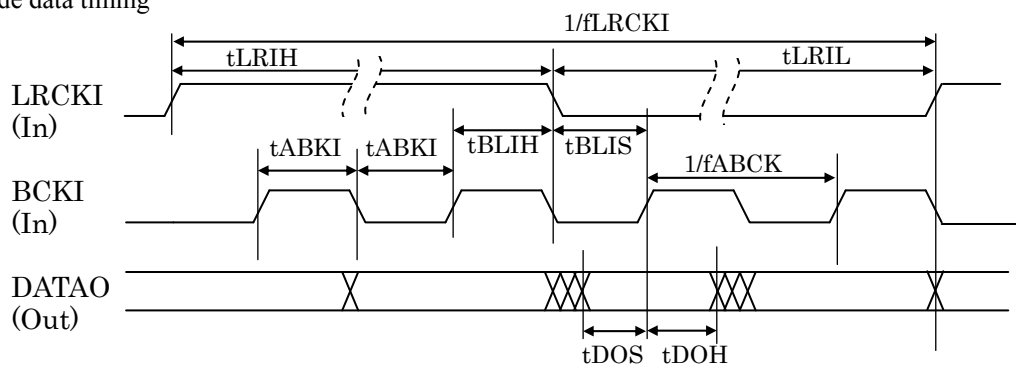 de data timing
1/fLRCKI
tLRIH
tLRIL
LRCKI
(In)
tABKI
tABKI
tBLIH
tBLIS
1/fABCK
BCKI
(In)
DATAO
(Out)
tDOS
tDOH